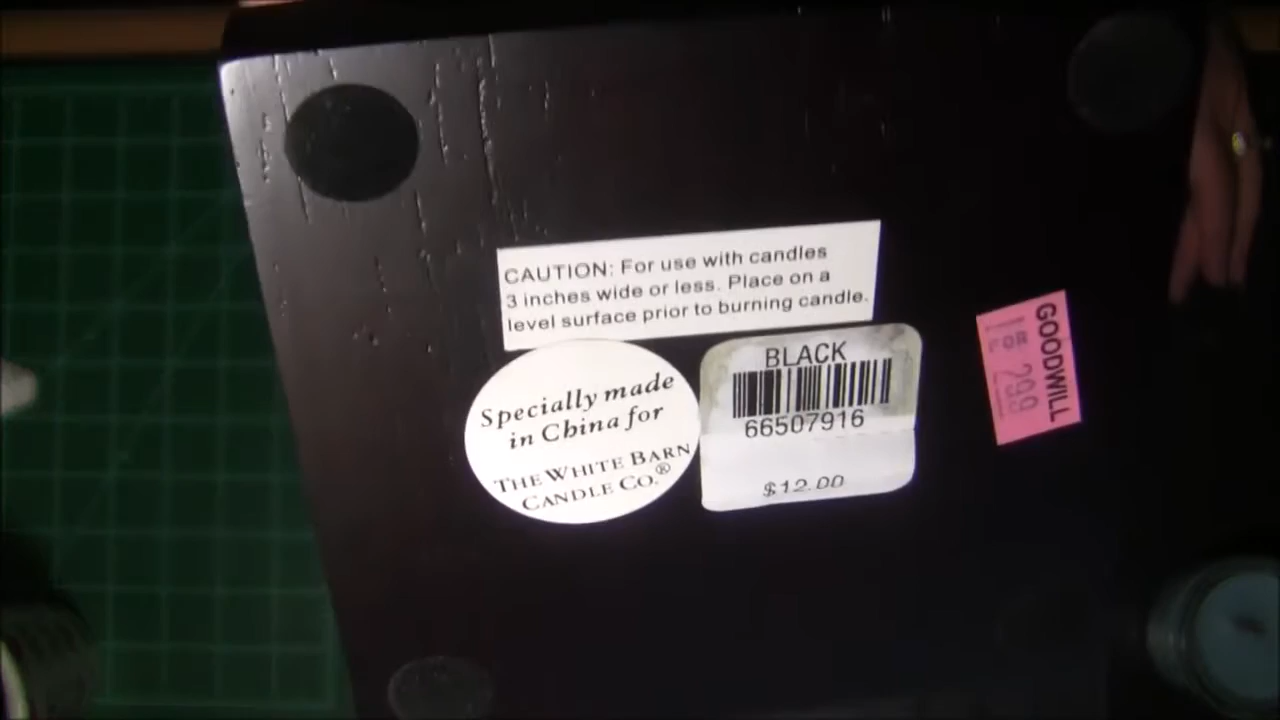 CAUTION: For use with candles
3 inches wide or less. Place on a
level surface prior to burning candle.
Specially made
in China for
THE WHITE BARN
CANDLE CO.®
BLACK
66507916
$12.00
GOODWILL
299